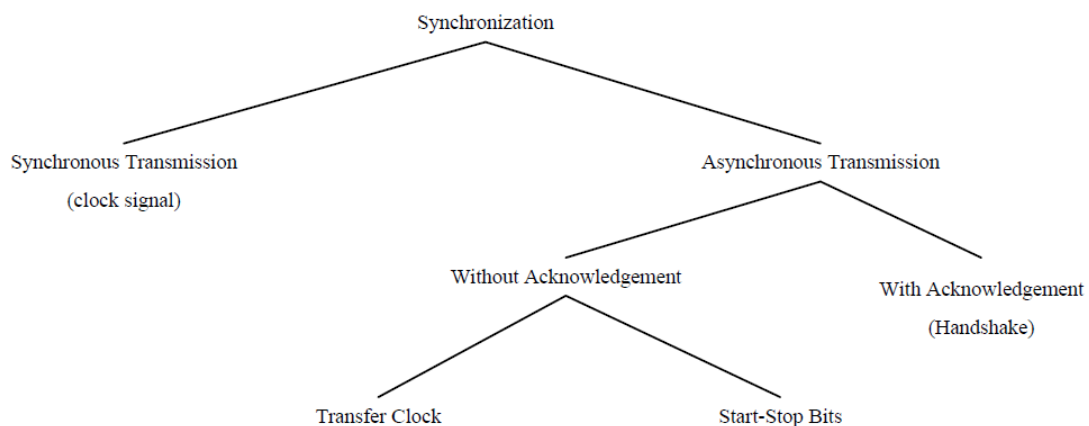 Synchronization
Synchronous Transmission
(clock signal)
Asynchronous Transmission
Without Acknowledgement
With Acknowledgement
(Handshake)
Transfer Clock
Start-Stop Bits